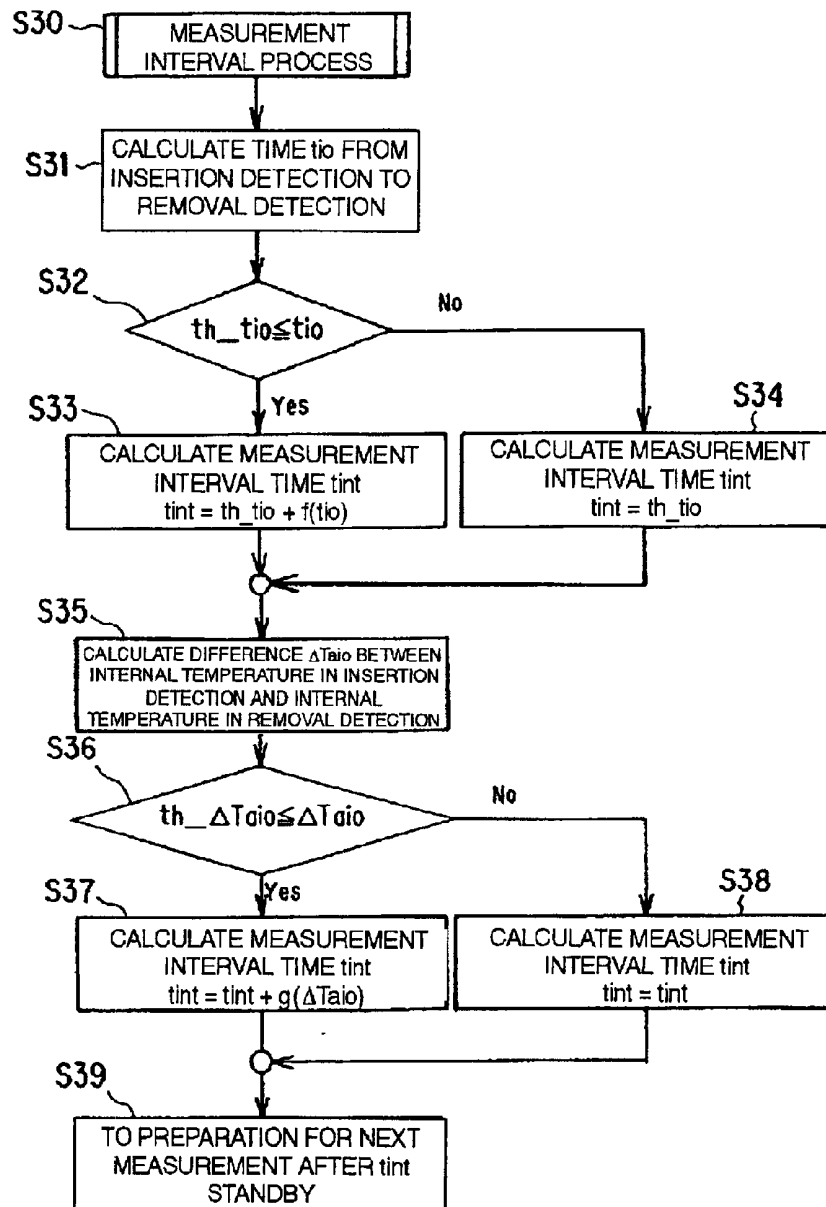 S30
MEASUREMENT
INTERVAL PROCESS
S31
CALCULATE TIME tio FROM
INSERTION DETECTION TO
REMOVAL DETECTION
S32
th_tio≦tio
No
Yes
S33
CALCULATE MEASUREMENT
INTERVAL TIME tint
tint = th_tio + f(tio)
S34
CALCULATE MEASUREMENT
INTERVAL TIME tint
tint = th_tio
S35
CALCULATE DIFFERENCE ΔTaio BETWEEN
INTERNAL TEMPERATURE IN INSERTION
DETECTION AND INTERNAL
TEMPERATURE IN REMOVAL DETECTION
S36
th_ΔTaio≦ΔTaio
No
Yes
S37
CALCULATE MEASUREMENT
INTERVAL TIME tint
tint = tint + g(ΔTaio)
S38
CALCULATE MEASUREMENT
INTERVAL TIME tint
tint = tint
S39
TO PREPARATION FOR NEXT
MEASUREMENT AFTER tint
STANDBY